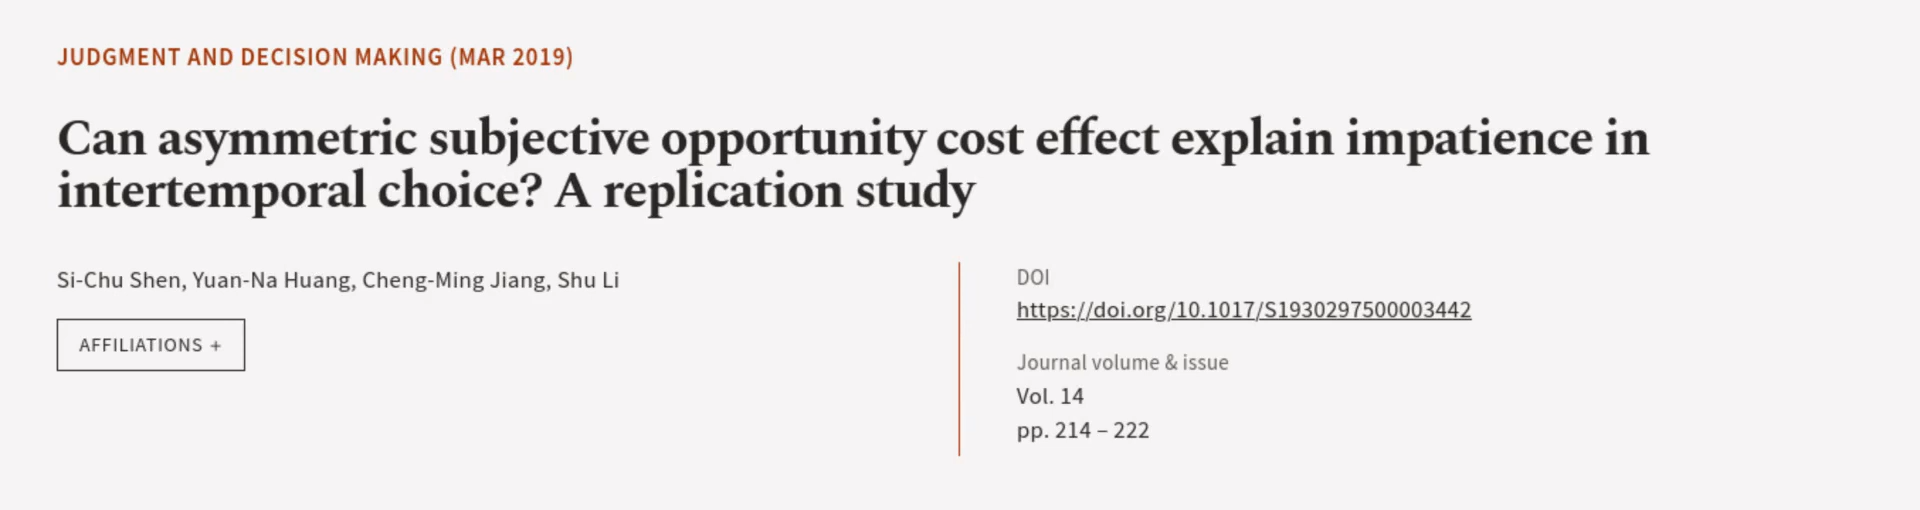 JUDGMENT AND DECISION MAKING (MAR 2019)
Can asymmetric subjective opportunity cost effect explain impatience in
intertemporal choice? A replication study
Si-Chu Shen, Yuan-Na Huang, Cheng-Ming Jiang, Shu Li
AFFILIATIONS +
DOI
https://doi.org/10.1017/S1930297500003442
Journal volume & issue
Vol. 14
pp. 214 – 222